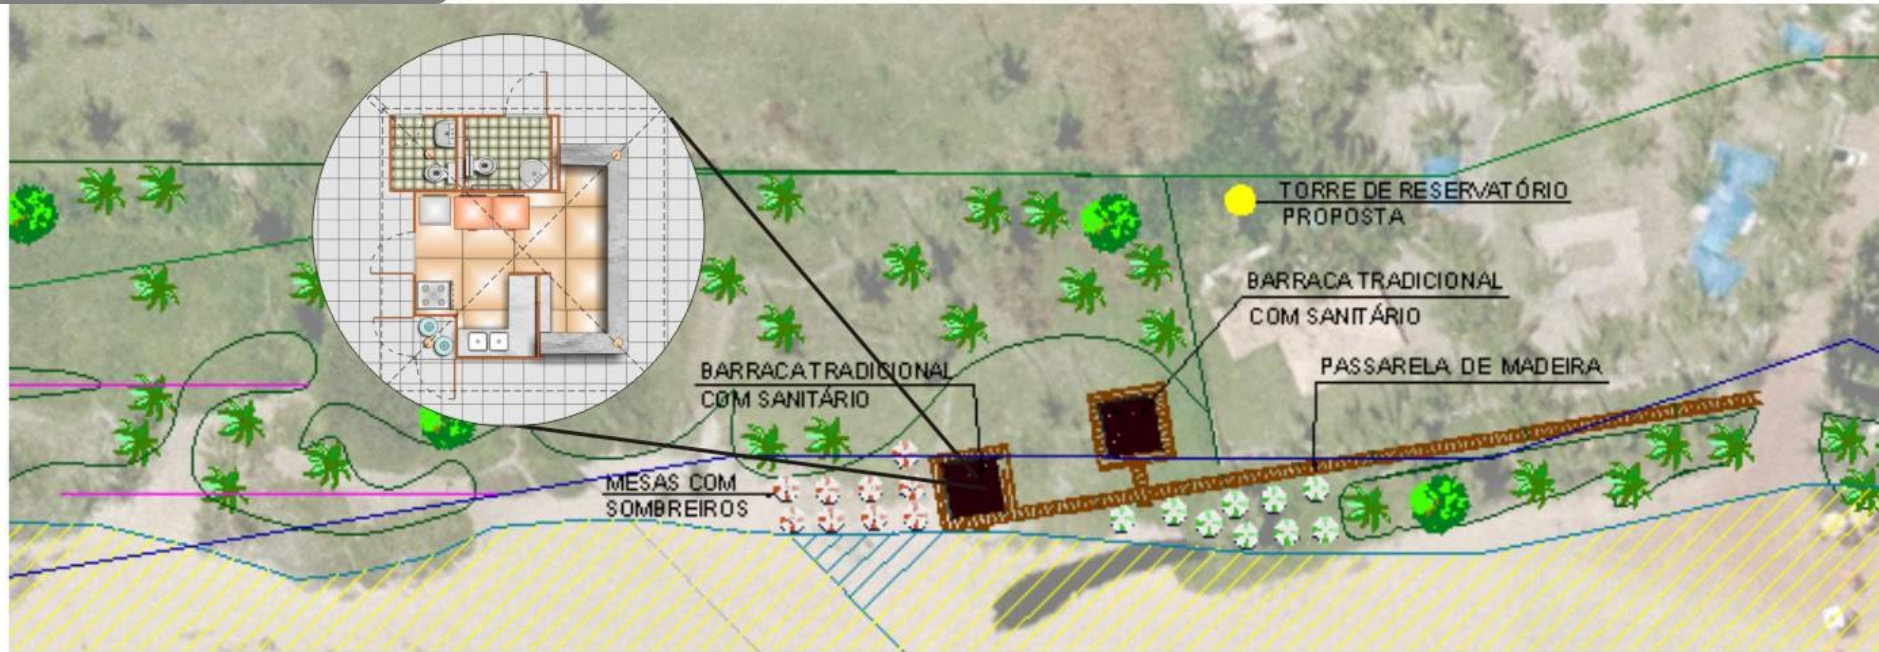 TORRE DE RESERVATÓRIO
PROPOSTA
BARRACA TRADICIONAL
COM SANITÁRIO
PASSARELA DE MADEIRA
BARRACA TRADICIONAL
COM SANITÁRIO
MESAS COM
SOMBREIROS